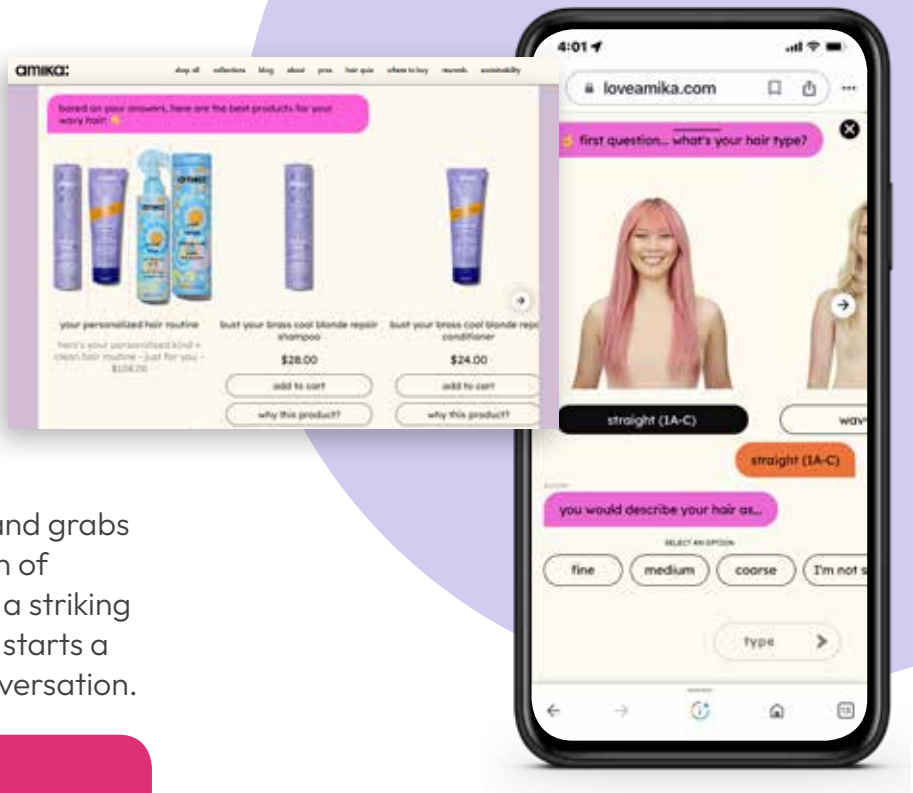 amika:
shop all collections blog about pros hair quiz where to buy rewards sustainability
based on your answers, here are the best products for your
wavy hair:
amika:
your personalized hair routine
here's your personalized kind +
clean hair routine - just for you -
bust your brass cool blonde repair
shampoo
$28.00
add to cart
why this product?
bust your brass cool blonde repa
conditioner
$24.00
add to cart
why this product?
and grabs
n of
a striking
starts a
versation.
4:01
loveamika.com
first question... what's your hair type?
straight (1A-C)
wav
straight (1A-C)
you would describe your hair as...
SELECT AN OPTION
fine
medium
coarse
I'm not s
type